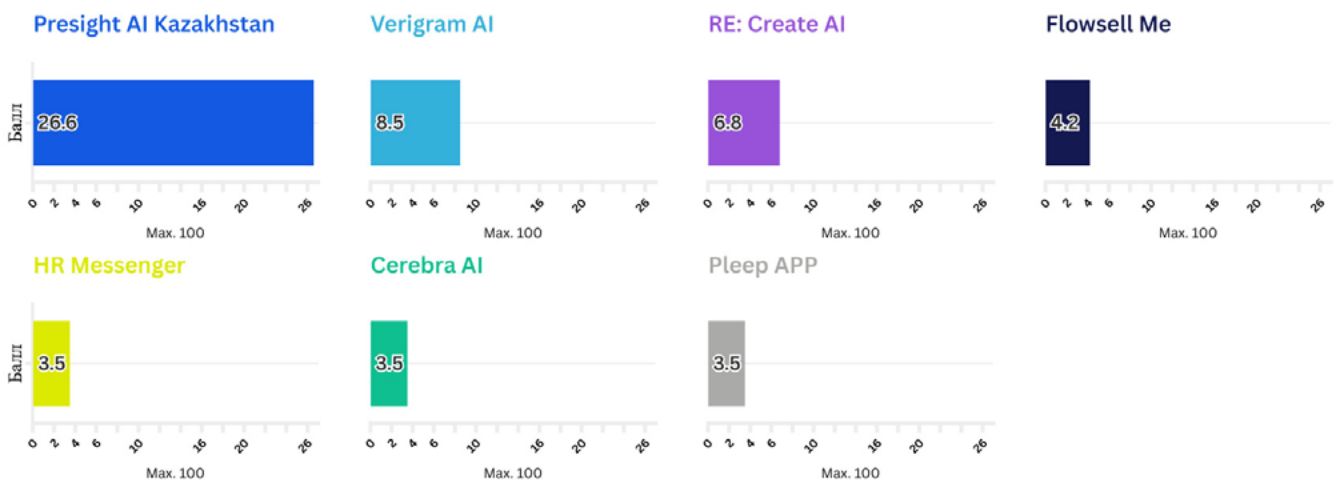 Presight AI Kazakhstan
Балл
26.6
0 2 4 6 10 16 20 26
Max. 100
Verigram AI
8.5
0 2 4 6 10 16 20 26
Max. 100
RE: Create AI
6.8
0 2 4 6 10 16 20 26
Max. 100
Flowsell Me
4.2
0 2 4 6 10 16 20 26
Max. 100
HR Messenger
Балл
3.5
0 2 4 6 10 16 20 26
Max. 100
Cerebra AI
3.5
0 2 4 6 10 16 20 26
Max. 100
Pleep APP
3.5
0 2 4 6 10 16 20 26
Max. 100